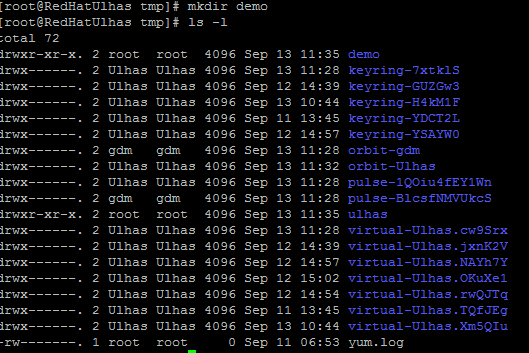 [root@RedHatUlhas tmp]# mkdir demo
[root@RedHatUlhas tmp]# ls -l
total 72
drwxr-xr-x. 2 root root 4096 Sep 13 11:35 demo
drwx------. 2 Ulhas Ulhas 4096 Sep 13 11:28 keyring-7xtklS
drwx------. 2 Ulhas Ulhas 4096 Sep 12 14:39 keyring-GUZGw3
drwx------. 2 Ulhas Ulhas 4096 Sep 13 10:44 keyring-H4kM1F
drwx------. 2 Ulhas Ulhas 4096 Sep 11 13:45 keyring-YDCT2L
drwx------. 2 Ulhas Ulhas 4096 Sep 12 14:57 keyring-YSAYW0
drwx------. 2 gdm gdm 4096 Sep 13 11:28 orbit-gdm
drwx------. 2 Ulhas Ulhas 4096 Sep 13 11:32 orbit-Ulhas
drwx------. 2 Ulhas Ulhas 4096 Sep 13 11:28 pulse-1QOiu4fEY1Wn
drwx------. 2 gdm gdm 4096 Sep 13 11:28 pulse-BlcsfNMVUkcS
drwxr-xr-x. 2 root root 4096 Sep 13 11:35 ulhas
drwx------. 2 Ulhas Ulhas 4096 Sep 13 11:28 virtual-Ulhas.cw9Srx
drwx------. 2 Ulhas Ulhas 4096 Sep 12 14:39 virtual-Ulhas.jxnK2V
drwx------. 2 Ulhas Ulhas 4096 Sep 12 14:57 virtual-Ulhas.NAYh7Y
drwx------. 2 Ulhas Ulhas 4096 Sep 12 15:02 virtual-Ulhas.OKuXe1
drwx------. 2 Ulhas Ulhas 4096 Sep 12 14:54 virtual-Ulhas.rwQJTq
drwx------. 2 Ulhas Ulhas 4096 Sep 11 13:45 virtual-Ulhas.TQfJEg
drwx------. 2 Ulhas Ulhas 4096 Sep 13 10:44 virtual-Ulhas.Xm5QIu
-rw-------. 1 root root 0 Sep 11 06:53 yum.log